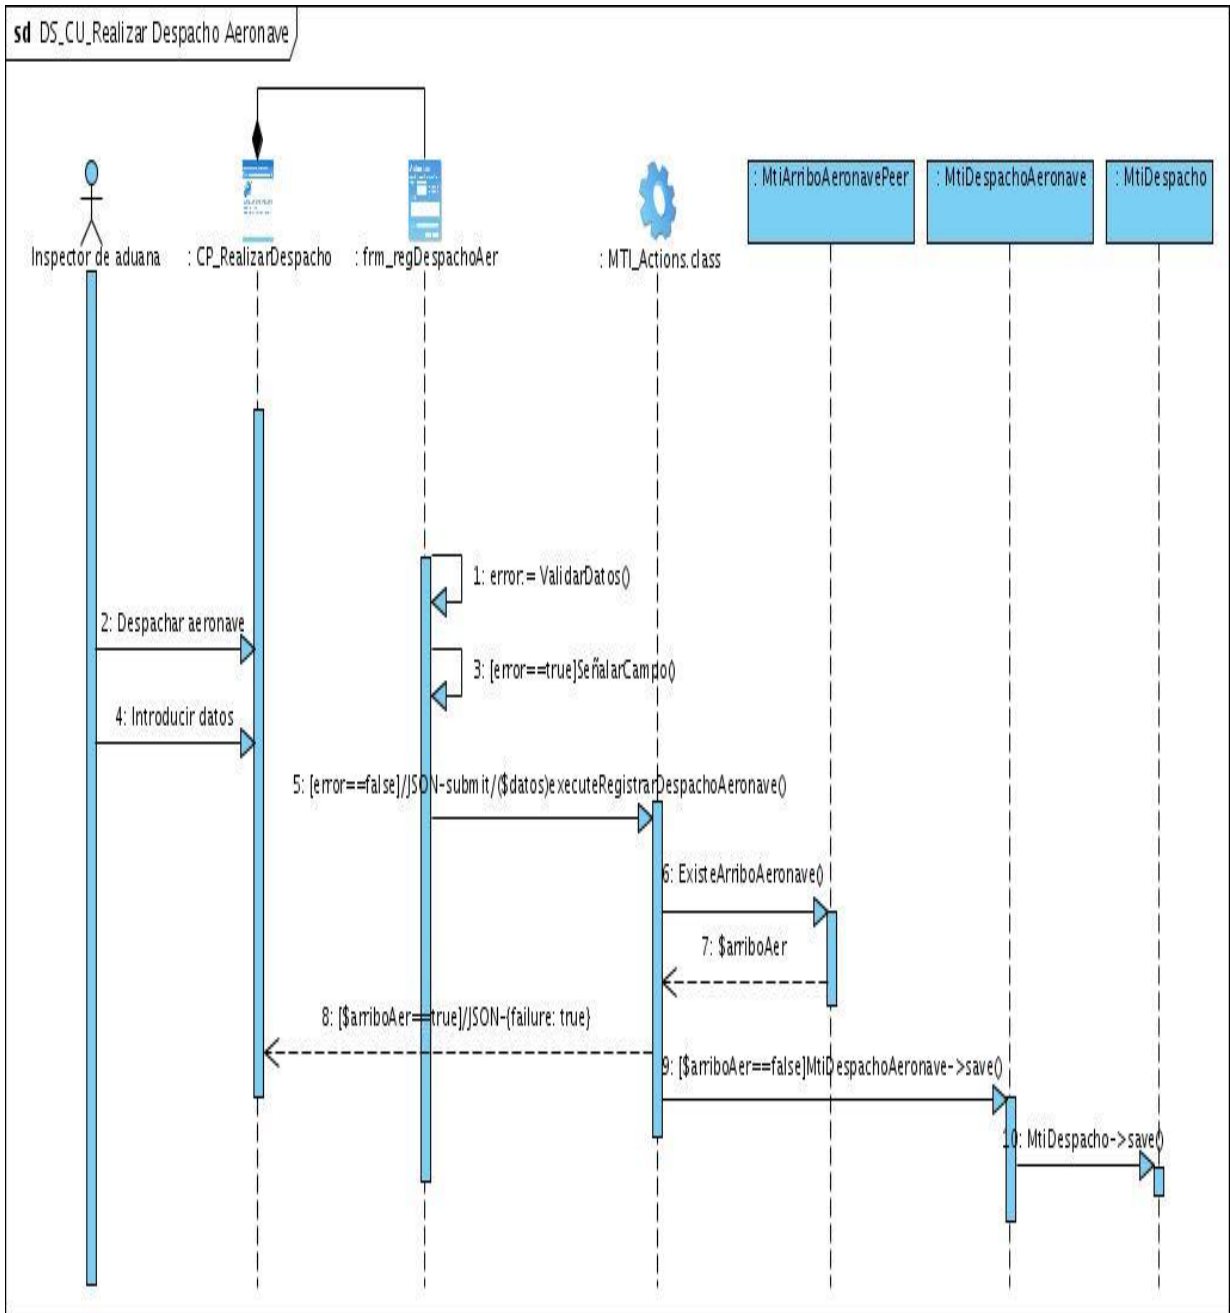 sd DS_CU_Realizar Despacho Aeronave
Inspector de aduana
: CP_RealizarDespacho
: frm_regDespachoAer
: MTI_Actions.class
: MtiArriboAeronavePeer
: MtiDespachoAeronave
: MtiDespacho
1: error:= ValidarDatos()
2: Despachar aeronave
3: [error==true]SeñalarCampo()
4: Introducir datos
5: [error==false]/JSON-submit/($datos)executeRegistrarDespachoAeronave()
6: ExisteArriboAeronave()
7: $arriboAer
8: [$arriboAer==true]/JSON-{failure: true}
9: [$arriboAer==false]MtiDespachoAeronave->save()
10: MtiDespacho->save()